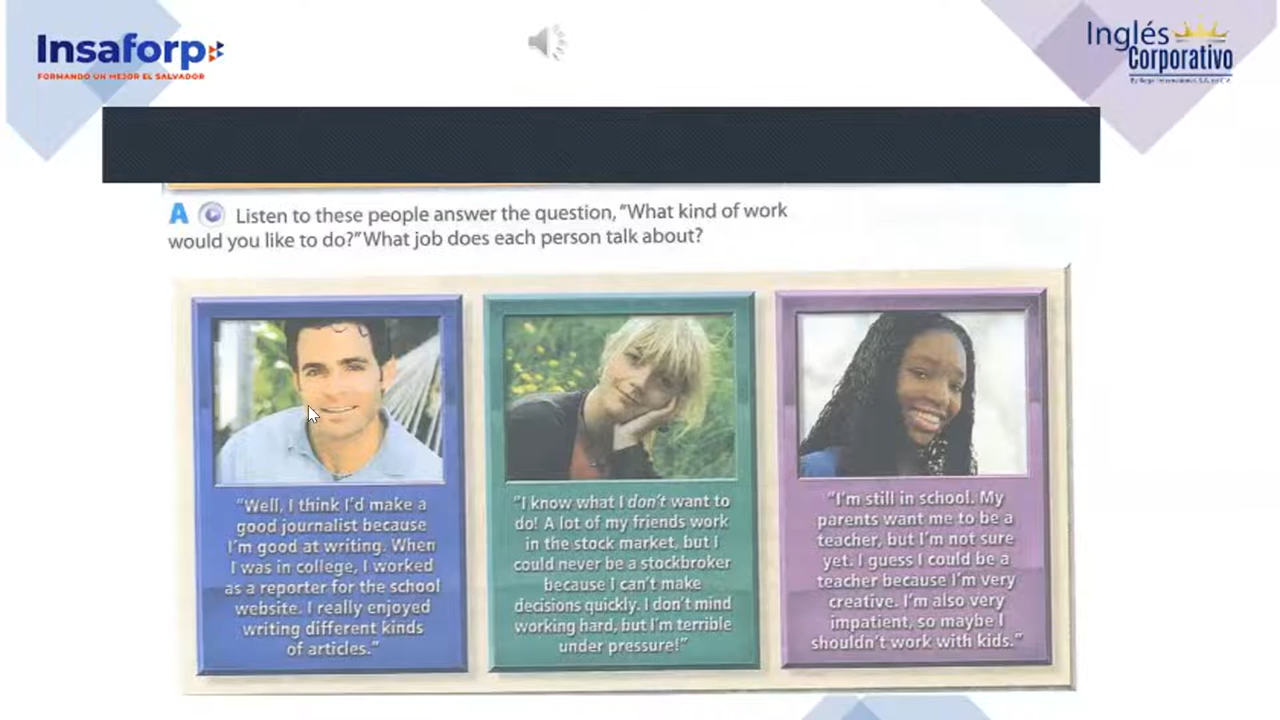 Insaforp
FORMANDO UN MEJOR EL SALVADOR
Inglés
Corporativo
A Listen to these people answer the question, "What kind of work
would you like to do?" What job does each person talk about?
"Well, I think I'd make a
good journalist because
I'm good at writing. When
I was in college, I worked
as a reporter for the school
website. I really enjoyed
writing different kinds
of articles."
"I know what I don't want to
do! A lot of my friends work
in the stock market, but I
could never be a stockbroker
because I can't make
decisions quickly. I don't mind
working hard, but I'm terrible
under pressure!"
"I'm still in school. My
parents want me to be a
teacher, but I'm not sure
yet. I guess I could be a
teacher because I'm very
creative. I'm also very
impatient, so maybe I
shouldn't work with kids."